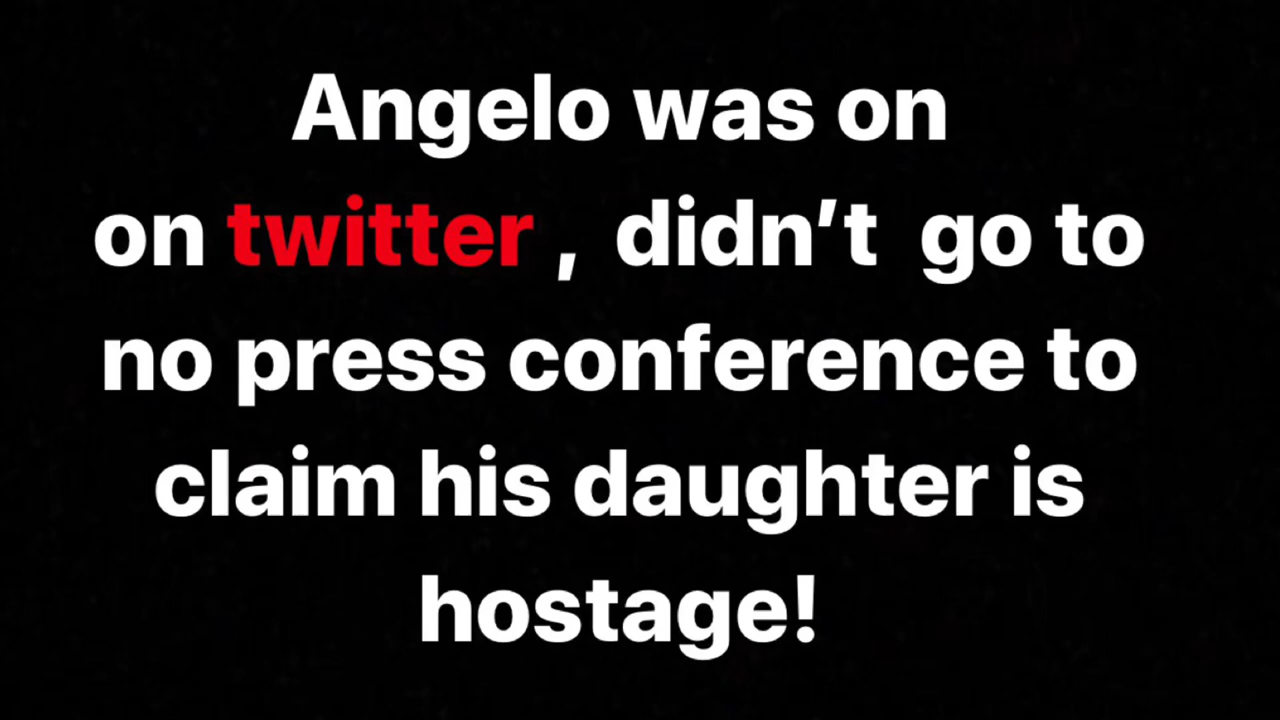 Angelo was on
on twitter , didn’t go to
no press conference to
claim his daughter is
hostage!